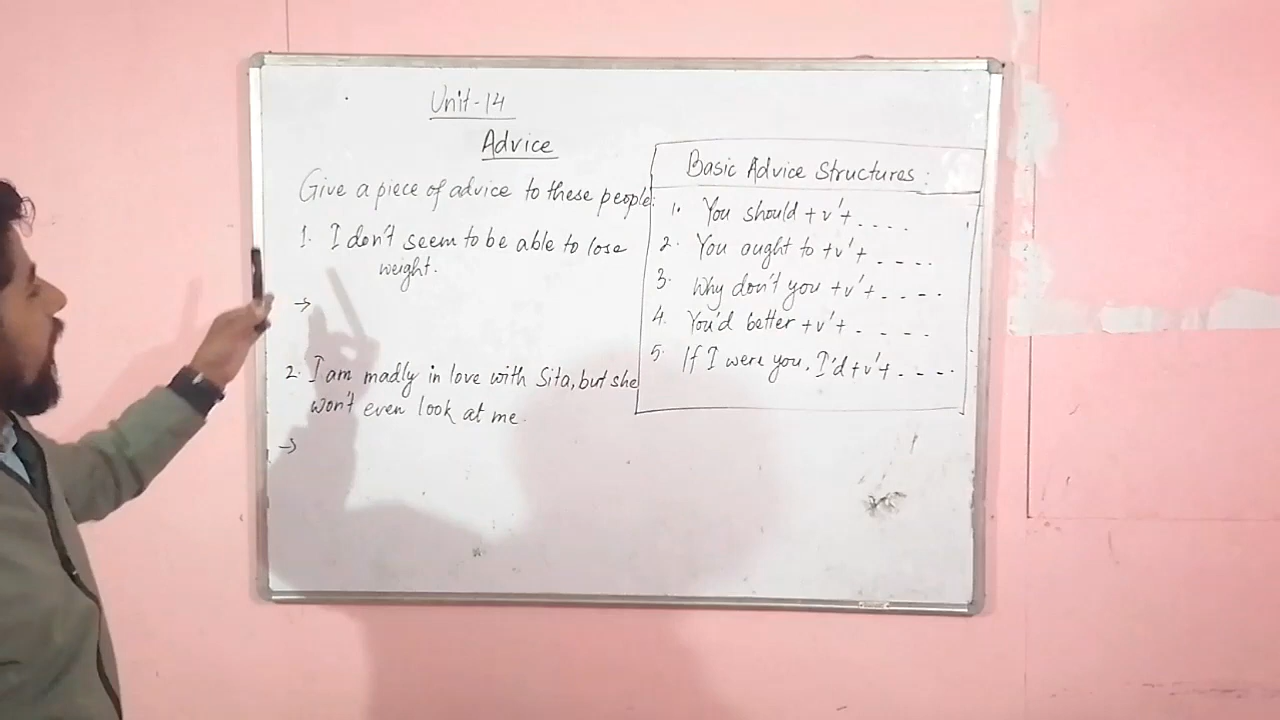 Unit-14
Advice
Give a piece of advice to these people:
1. I don't seem to be able to lose
weight.
→
2. I am madly in love with Sita, but she
won't even look at me.
→
Basic Advice Structures:
1. You should + v' + ....
2. You aught to + v' + ....
3. Why don't you + v' + ....
4. You'd better + v' + .....
5. If I were you, I'd + v' + ....